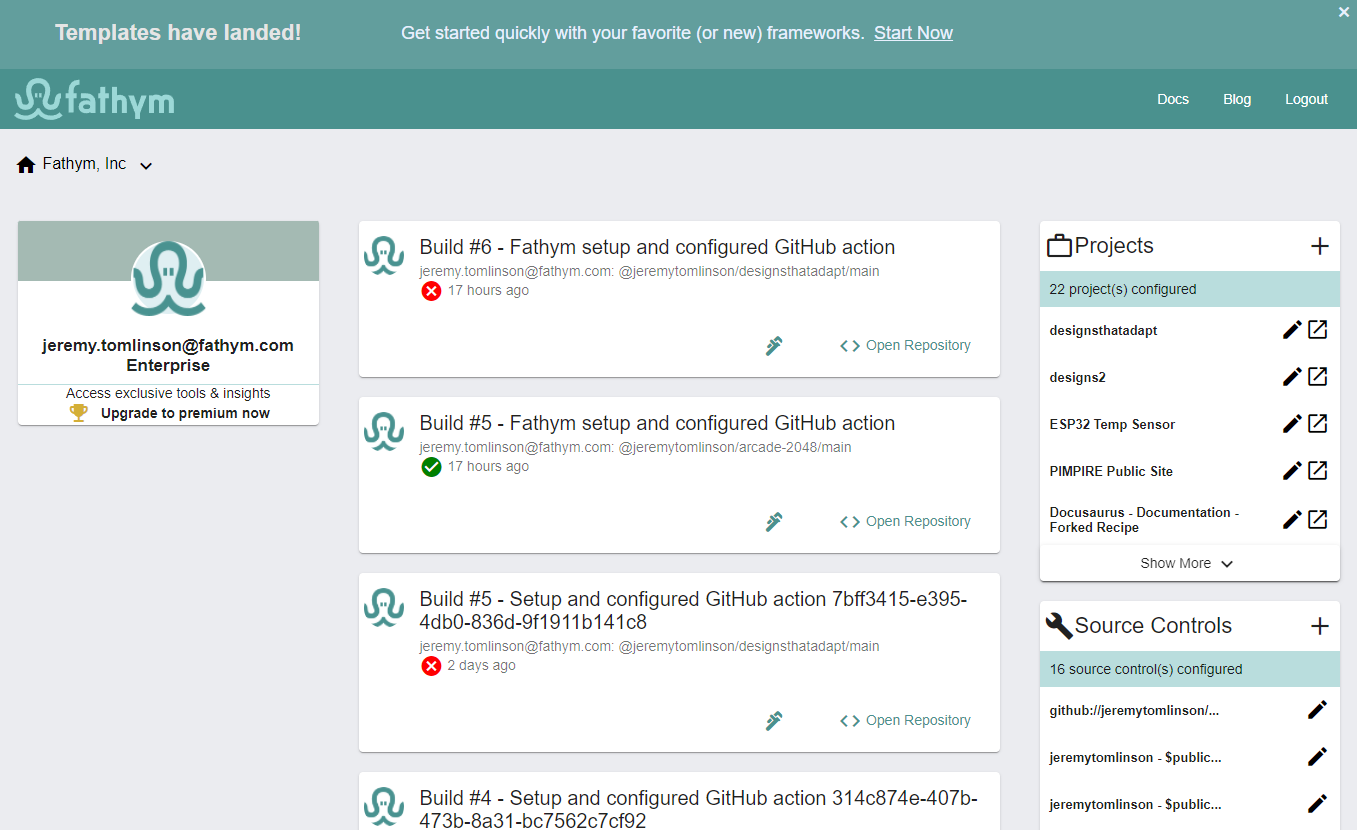 Templates have landed!
Get started quickly with your favorite (or new) frameworks. Start Now
fathym
Docs
Blog
Logout
Fathym, Inc
jeremy.tomlinson@fathym.com
Enterprise
Access exclusive tools & insights
Upgrade to premium now
Build #6 - Fathym setup and configured GitHub action
jeremy.tomlinson@fathym.com: @jeremytomlinson/designsthatadapt/main
17 hours ago
Open Repository
Build #5 - Fathym setup and configured GitHub action
jeremy.tomlinson@fathym.com: @jeremytomlinson/arcade-2048/main
17 hours ago
Open Repository
Build #5 - Setup and configured GitHub action 7bff3415-e395-
4db0-836d-9f1911b141c8
jeremy.tomlinson@fathym.com: @jeremytomlinson/designsthatadapt/main
2 days ago
Open Repository
Build #4 - Setup and configured GitHub action 314c874e-407b-
473b-8a31-bc7562c7cf92
Projects
22 project(s) configured
designsthatadapt
designs2
ESP32 Temp Sensor
PIMPIRE Public Site
Docusaurus - Documentation -
Forked Recipe
Show More
Source Controls
16 source control(s) configured
github://jeremytomlinson/...
jeremytomlinson - $public...
jeremytomlinson - $public...